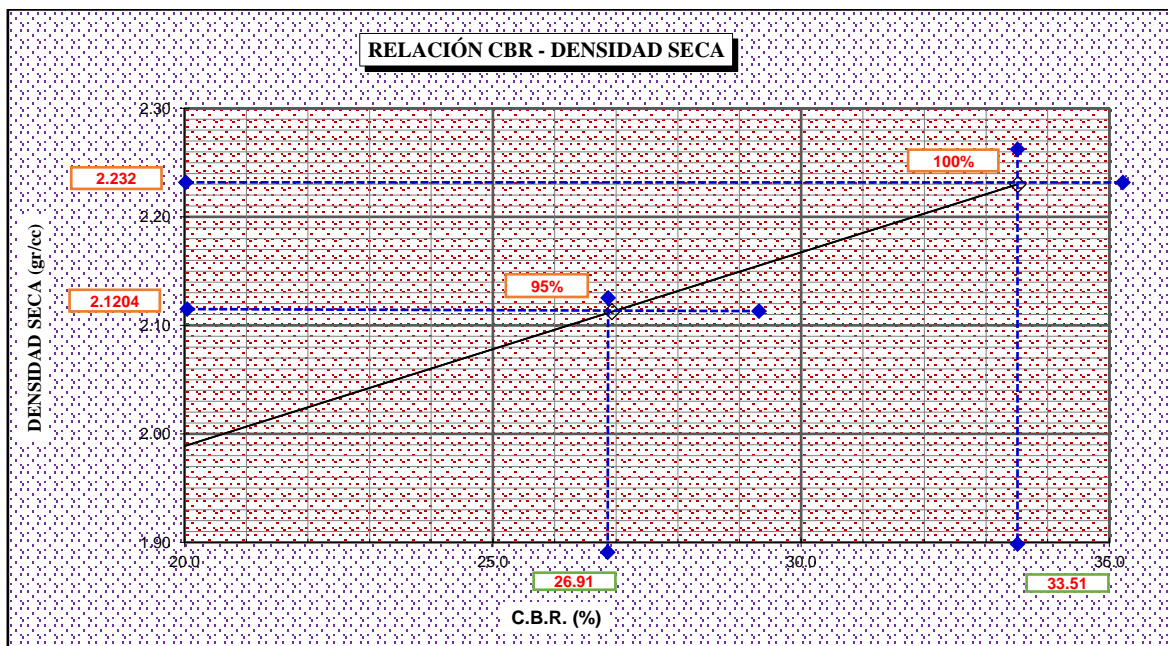 RELACIÓN CBR - DENSIDAD SECA
2.30
100%
2.232
2.20
DENSIDAD SECA (gr/cc)
95%
2.1204
2.10
2.00
1.90
20.0 25.0 30.0 35.0
26.91 33.51
C.B.R. (%)